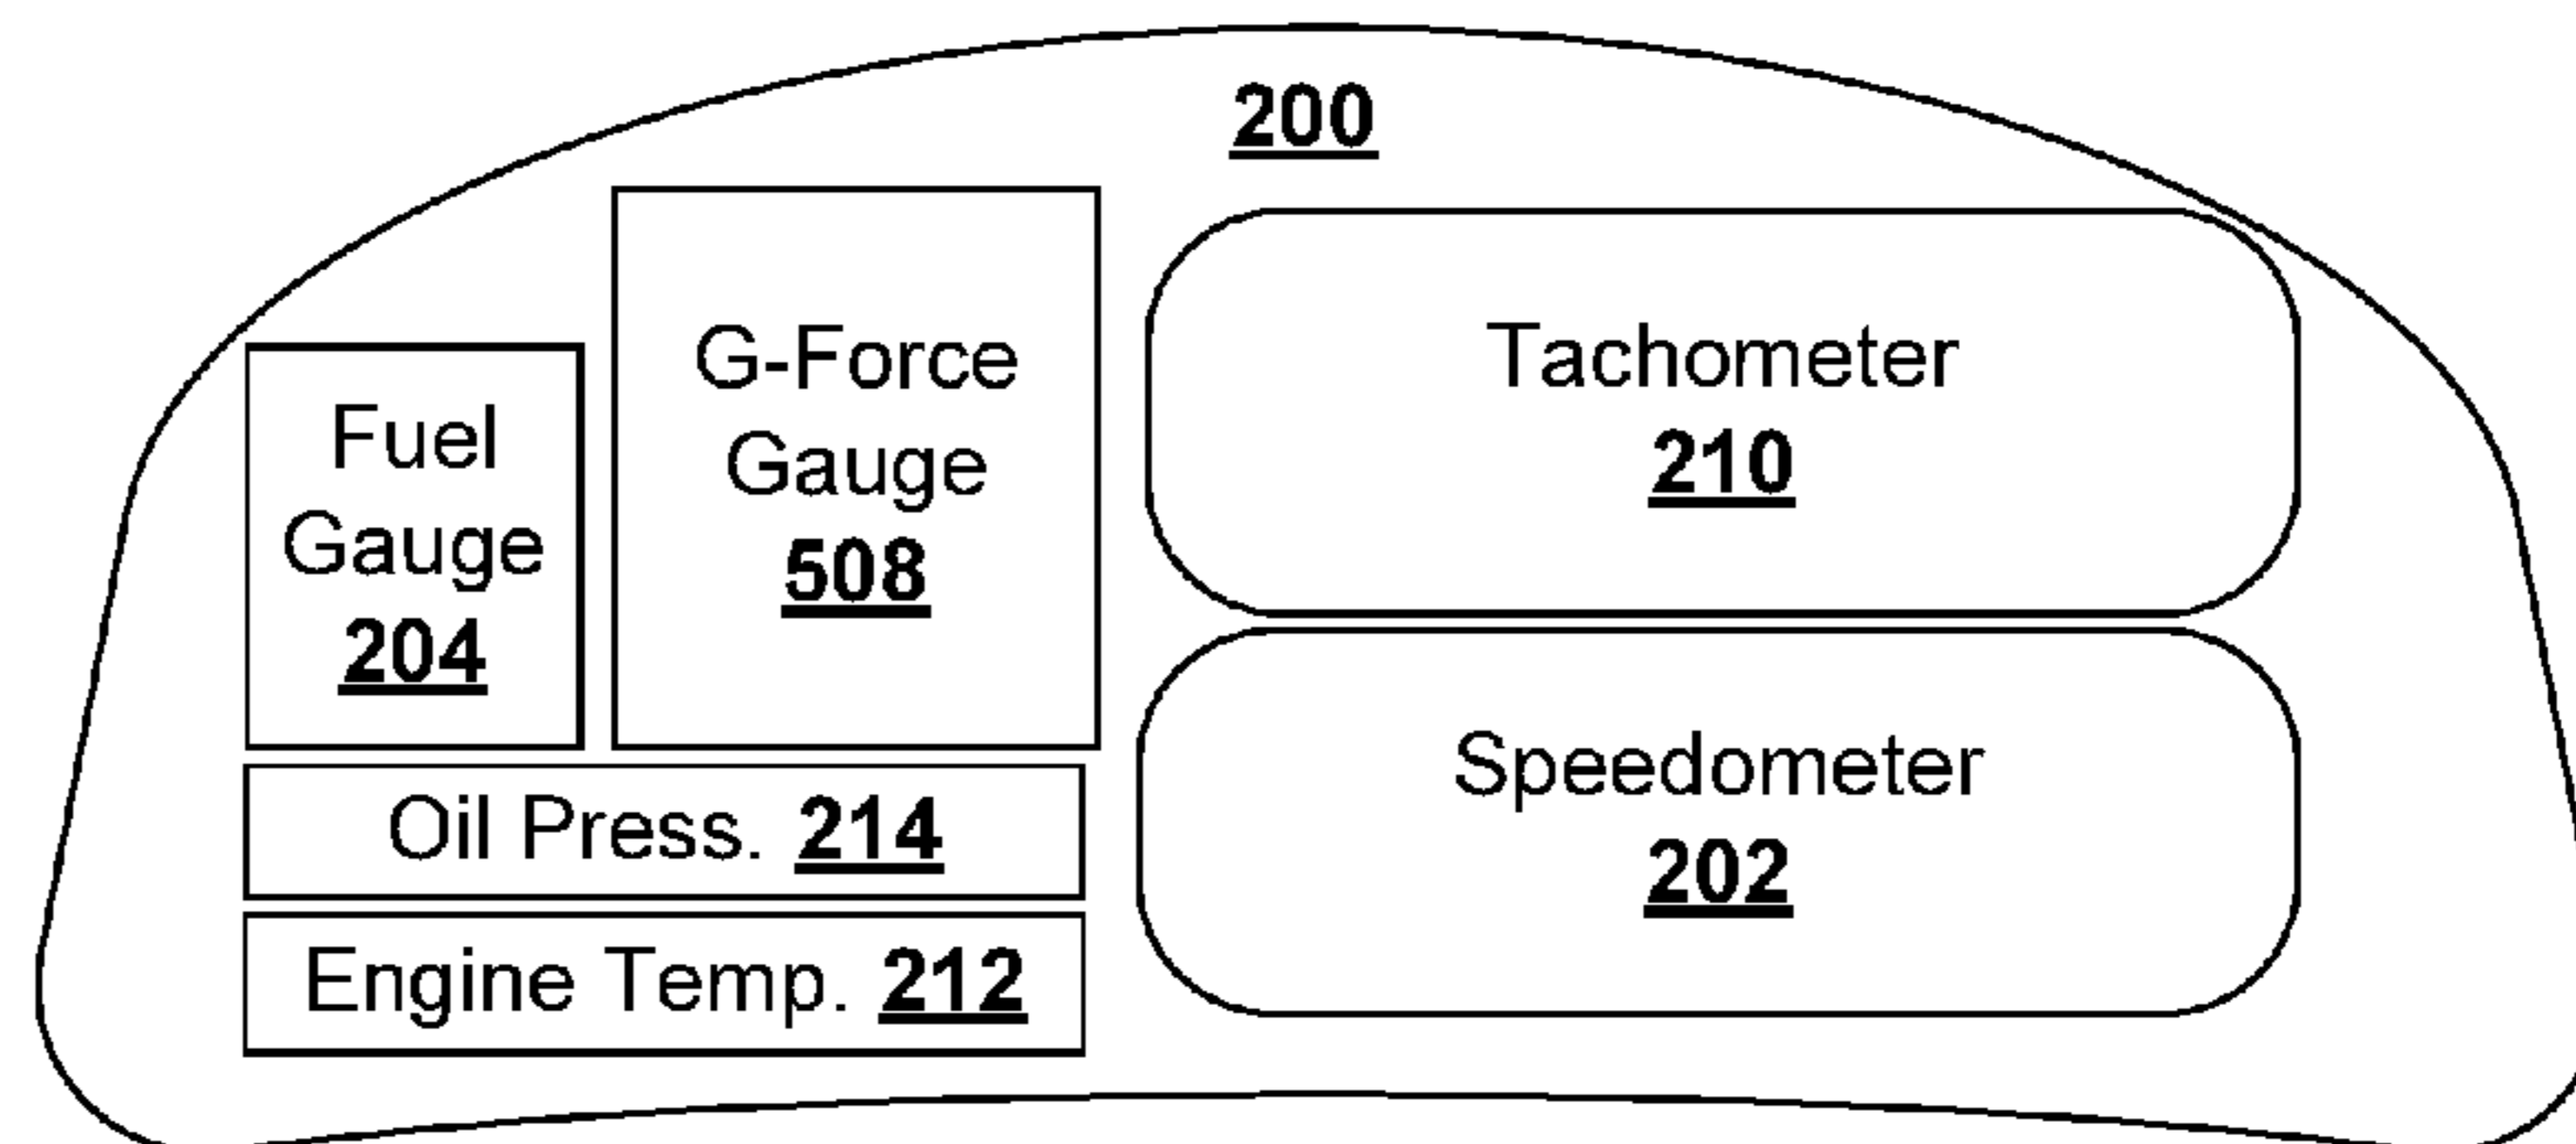 200
Fuel
Gauge
204
G-Force
Gauge
508
Tachometer
210
Oil Press. 214
Engine Temp. 212
Speedometer
202